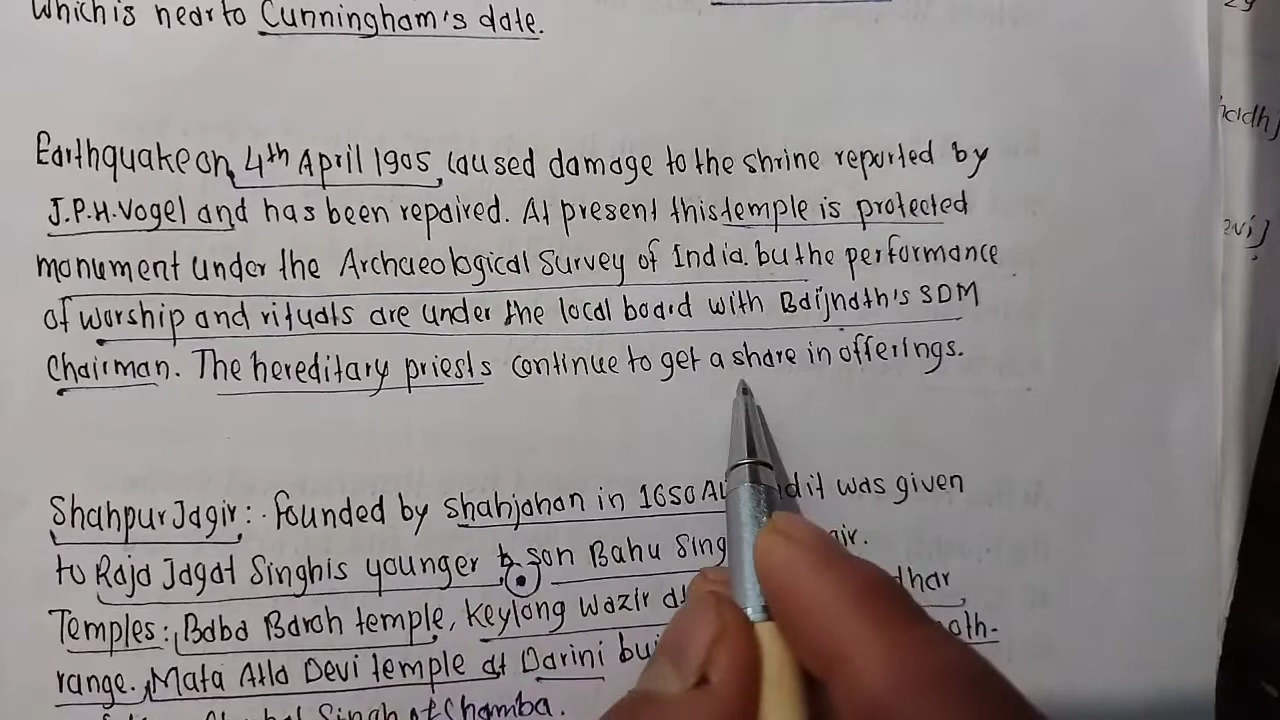 which is near to Cunningham's date.
Earthquake on, 4th April 1905, caused damage to the shrine reported by
J.P.H. Vogel and has been repaired. At present this temple is protected
monument under the Archaeological Survey of India. but the performance
of worship and rituals are under the local board with Baijnath's SDM
Chairman. The hereditary priests continue to get a share in offerings.
Shahpur Jagir: founded by Shahjahan in 1650 it was given
to Raja Jagat Singh's younger son Bahu
Temples: Baba Baroh temple, Keylong Wazir dhar
range. Mata Atla Devi temple at Darini
Singh of Chamba.